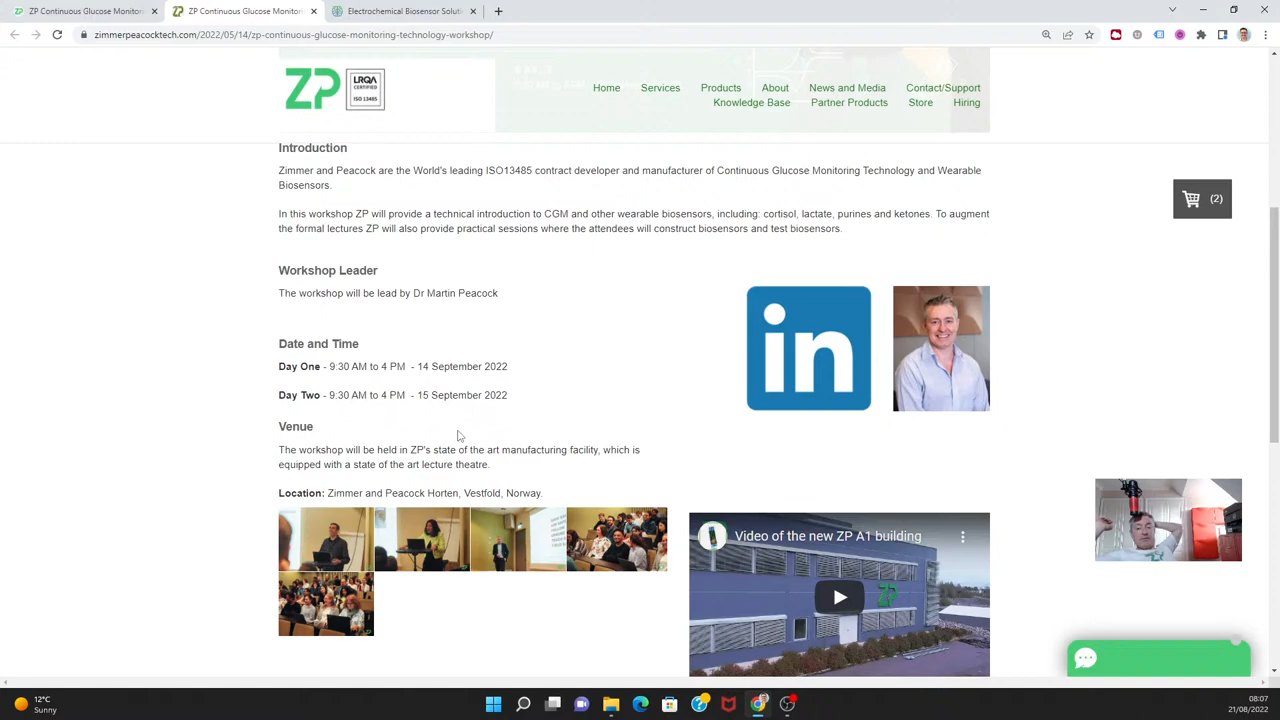 ZP Continuous Glucose Monitorin
ZP Continuous Glucose Monitorin
Electrochemical Biosensor Soluti
zimmerpeacocktech.com/2022/05/14/zp-continuous-glucose-monitoring-technology-workshop/
ZP
LRQA
CERTIFIED
ISO 13485
Home Services Products About News and Media Contact/Support
Knowledge Base Partner Products Store Hiring
(2)
Introduction
Zimmer and Peacock are the World's leading ISO13485 contract developer and manufacturer of Continuous Glucose Monitoring Technology and Wearable
Biosensors.
In this workshop ZP will provide a technical introduction to CGM and other wearable biosensors, including: cortisol, lactate, purines and ketones. To augment
the formal lectures ZP will also provide practical sessions where the attendees will construct biosensors and test biosensors.
Workshop Leader
The workshop will be lead by Dr Martin Peacock
in
Date and Time
Day One - 9:30 AM to 4 PM - 14 September 2022
Day Two - 9:30 AM to 4 PM - 15 September 2022
Venue
The workshop will be held in ZP's state of the art manufacturing facility, which is
equipped with a state of the art lecture theatre.
Location: Zimmer and Peacock Horten, Vestfold, Norway.
Video of the new ZP A1 building
ZP
12°C
Sunny
08:07
21/08/2022